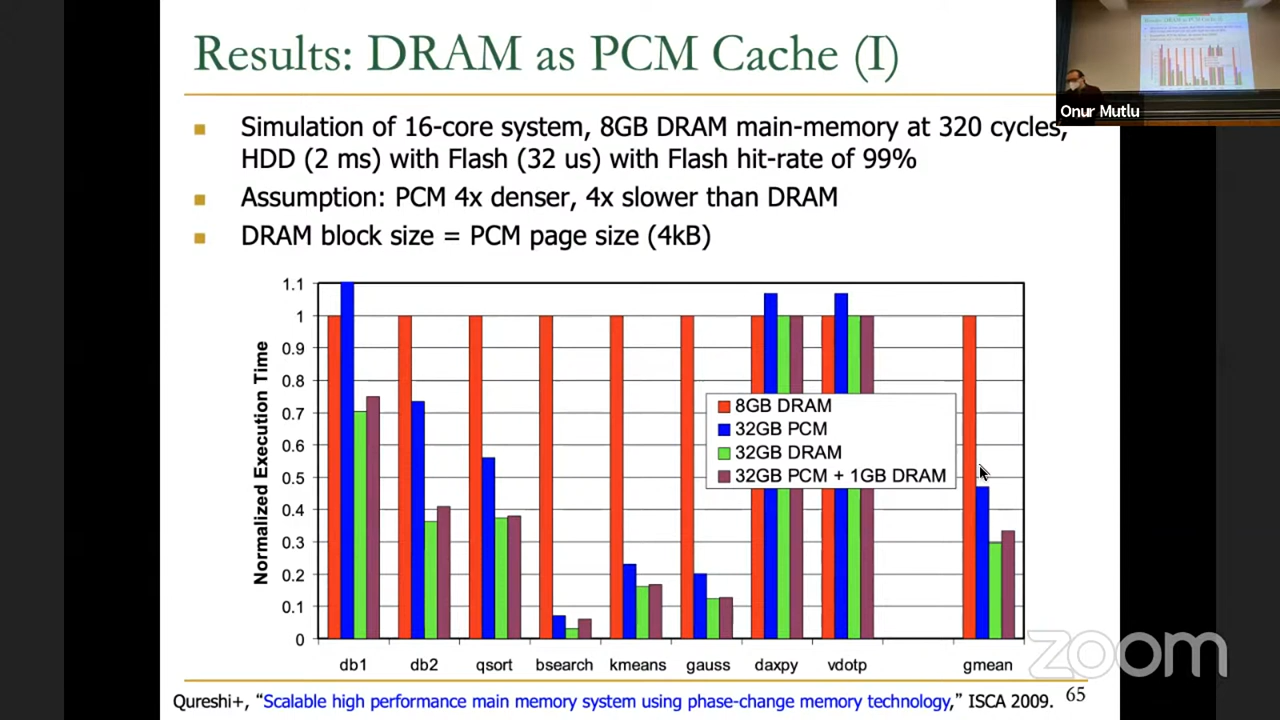 Results: DRAM as PCM Cache (I)
Onur Mutlu
Simulation of 16-core system, 8GB DRAM main-memory at 320 cycles,
HDD (2 ms) with Flash (32 us) with Flash hit-rate of 99%
Assumption: PCM 4x denser, 4x slower than DRAM
DRAM block size = PCM page size (4kB)
Normalized Execution Time
1.1
1
0.9
0.8
0.7
0.6
0.5
0.4
0.3
0.2
0.1
0
8GB DRAM
32GB PCM
32GB DRAM
32GB PCM + 1GB DRAM
db1 db2 qsort bsearch kmeans gauss daxpy vdotp gmean
zoom
Qureshi+, “Scalable high performance main memory system using phase-change memory technology,” ISCA 2009. 65